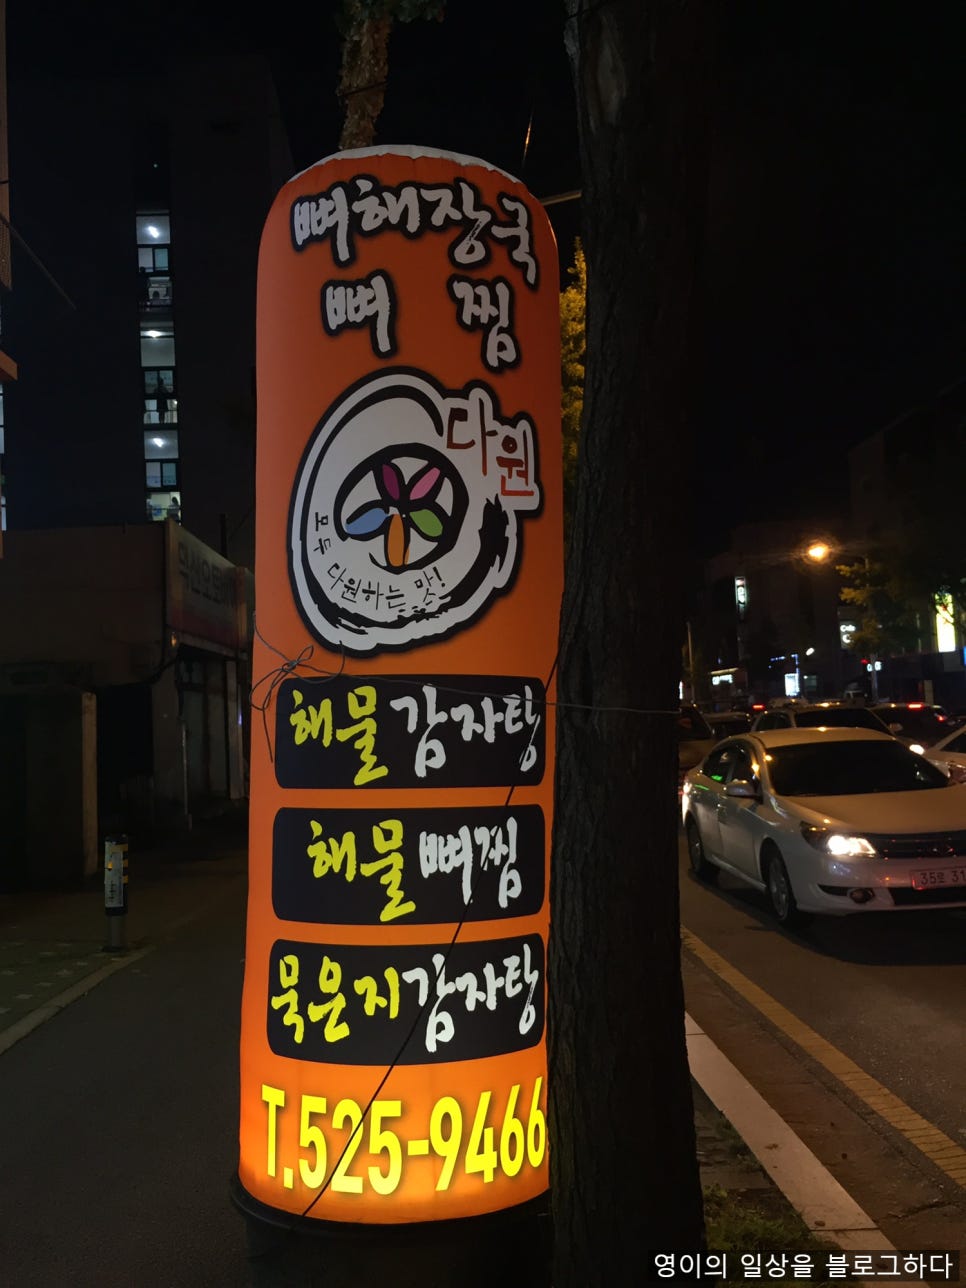 뼈해장국
뼈 찜
다원
모두 다원하는 맛!
해물감자탕
해물뼈찜
묵은지감자탕
T.525-9466
영이의 일상을 블로그하다